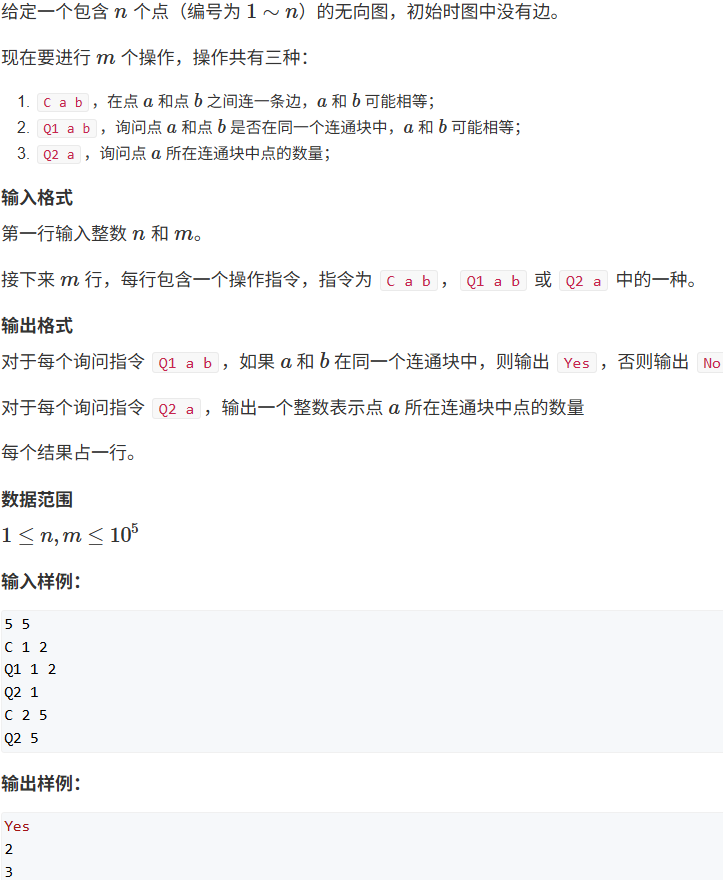 给定一个包含 n 个点（编号为 1 ∼ n）的无向图，初始时图中没有边。
现在要进行 m 个操作，操作共有三种：
1. C a b ，在点 a 和点 b 之间连一条边，a 和 b 可能相等；
2. Q1 a b ，询问点 a 和点 b 是否在同一个连通块中，a 和 b 可能相等；
3. Q2 a ，询问点 a 所在连通块中点的数量；
输入格式
第一行输入整数 n 和 m。
接下来 m 行，每行包含一个操作指令，指令为 C a b ， Q1 a b 或 Q2 a 中的一种。
输出格式
对于每个询问指令 Q1 a b ，如果 a 和 b 在同一个连通块中，则输出 Yes ，否则输出 No
对于每个询问指令 Q2 a ，输出一个整数表示点 a 所在连通块中点的数量
每个结果占一行。
数据范围
1 ≤ n, m ≤ 10⁵
输入样例：
5 5
C 1 2
Q1 1 2
Q2 1
C 2 5
Q2 5
输出样例：
Yes
2
3